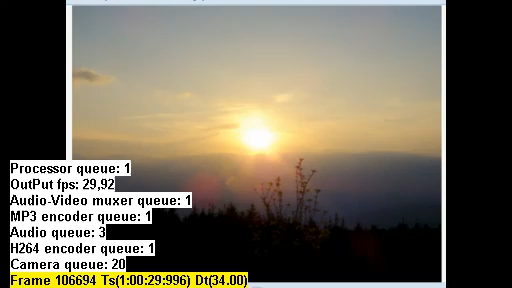 Processor queue: 1
OutPut fps: 29,92
Audio-Video muxer queue: 1
MP3 encoder queue: 1
Audio queue: 3
H264 encoder queue: 1
Camera queue: 20
Frame 106694 Ts(1:00:29:996) Dt(34.00)